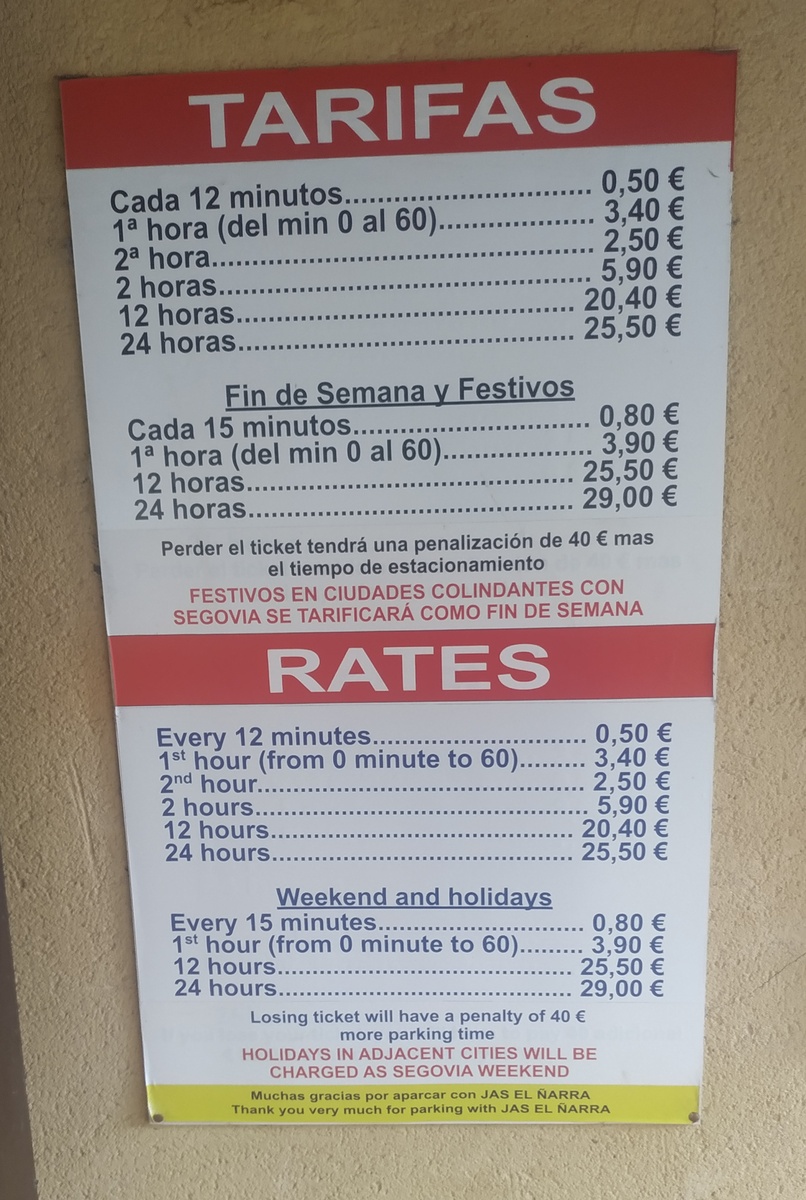 TARIFAS
Cada 12 minutos.................................. 0,50 €
1ª hora (del min 0 al 60)..................... 3,40 €
2ª hora.................................................... 2,50 €
2 horas................................................... 5,90 €
12 horas.............................................. 20,40 €
24 horas.............................................. 25,50 €
Fin de Semana y Festivos
Cada 15 minutos................................. 0,80 €
1ª hora (del min 0 al 60).................... 3,90 €
12 horas............................................. 25,50 €
24 horas............................................. 29,00 €
Perder el ticket tendrá una penalización de 40 € mas
el tiempo de estacionamiento
FESTIVOS EN CIUDADES COLINDANTES CON
SEGOVIA SE TARIFICARÁ COMO FIN DE SEMANA
RATES
Every 12 minutes............................... 0,50 €
1st hour (from 0 minute to 60)......... 3,40 €
2nd hour.............................................. 2,50 €
2 hours................................................ 5,90 €
12 hours........................................... 20,40 €
24 hours........................................... 25,50 €
Weekend and holidays
Every 15 minutes.............................. 0,80 €
1st hour (from 0 minute to 60)........ 3,90 €
12 hours.......................................... 25,50 €
24 hours.......................................... 29,00 €
Losing ticket will have a penalty of 40 €
more parking time
HOLIDAYS IN ADJACENT CITIES WILL BE
CHARGED AS SEGOVIA WEEKEND
Muchas gracias por aparcar con JAS EL ÑARRA
Thank you very much for parking with JAS EL ÑARRA